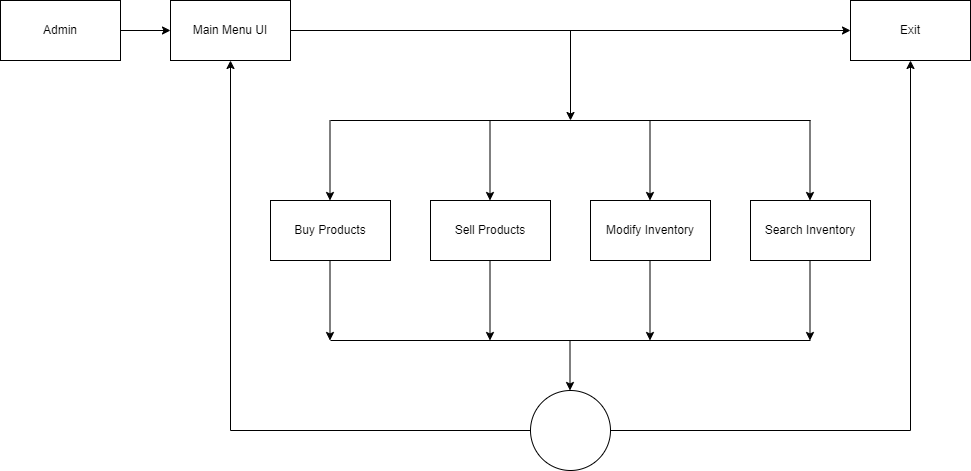 Admin
Main Menu UI
Exit
Buy Products
Sell Products
Modify Inventory
Search Inventory